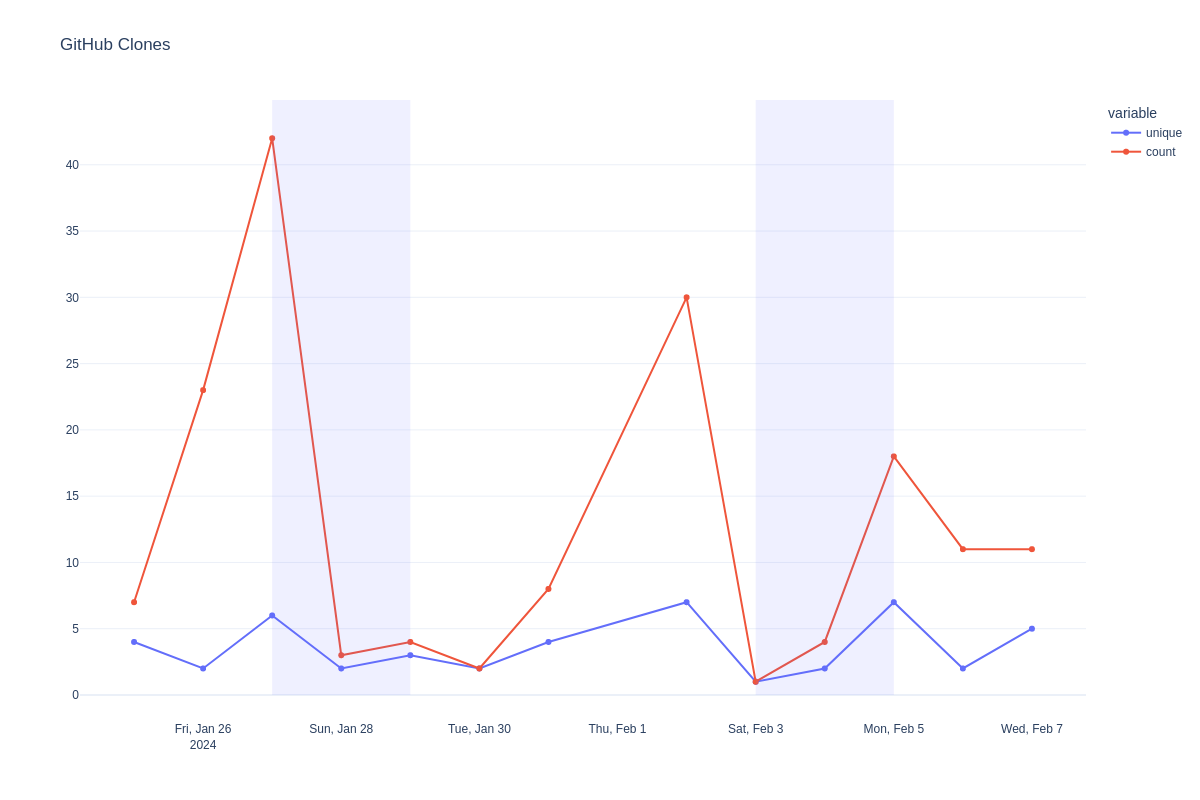 GitHub Clones
variable
unique
count
40
35
30
25
20
15
10
5
0
Fri, Jan 26
2024
Sun, Jan 28
Tue, Jan 30
Thu, Feb 1
Sat, Feb 3
Mon, Feb 5
Wed, Feb 7